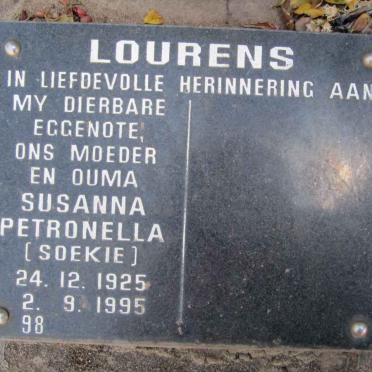 LOURENS
IN LIEFDEVOLLE HERINNERING AAN
MY DIERBARE
EGGENOTE,
ONS MOEDER
EN OUMA
SUSANNA
PETRONELLA
(SOEKIE)
24. 12. 1925
2. 9. 1995
98